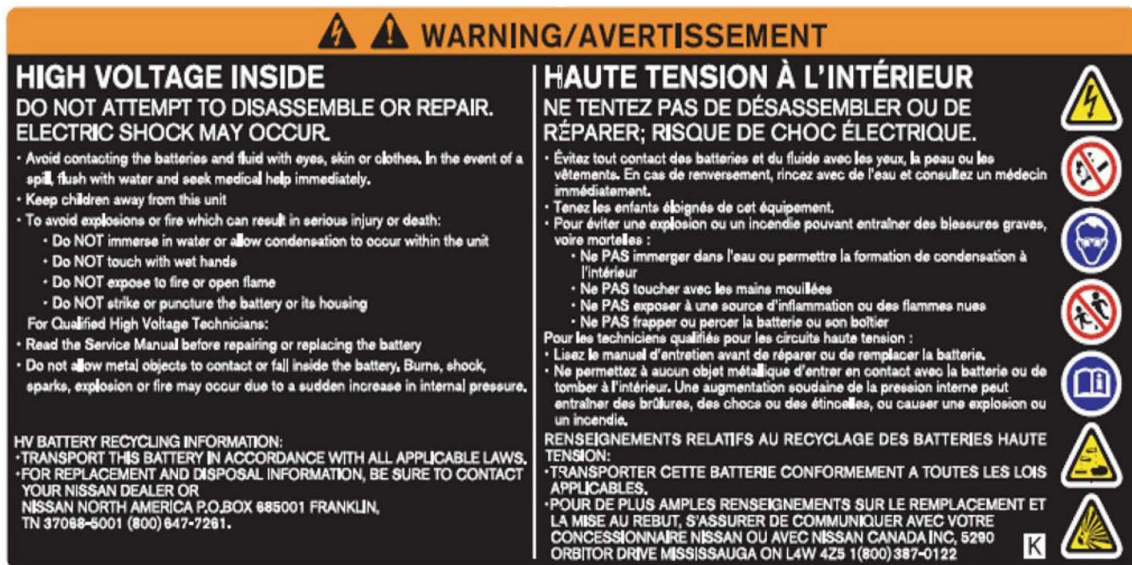 WARNING/AVERTISSEMENT
HIGH VOLTAGE INSIDE
DO NOT ATTEMPT TO DISASSEMBLE OR REPAIR.
ELECTRIC SHOCK MAY OCCUR.
• Avoid contacting the batteries and fluid with eyes, skin or clothes. In the event of a
spill, flush with water and seek medical help immediately.
• Keep children away from this unit
• To avoid explosions or fire which can result in serious injury or death:
• Do NOT immerse in water or allow condensation to occur within the unit
• Do NOT touch with wet hands
• Do NOT expose to fire or open flame
• Do NOT strike or puncture the battery or its housing
For Qualified High Voltage Technicians:
• Read the Service Manual before repairing or replacing the battery
• Do not allow metal objects to contact or fall inside the battery. Burns, shock,
sparks, explosion or fire may occur due to a sudden increase in internal pressure.
HV BATTERY RECYCLING INFORMATION:
•TRANSPORT THIS BATTERY IN ACCORDANCE WITH ALL APPLICABLE LAWS.
•FOR REPLACEMENT AND DISPOSAL INFORMATION, BE SURE TO CONTACT
YOUR NISSAN DEALER OR
NISSAN NORTH AMERICA P.O.BOX 685001 FRANKLIN,
TN 37068-5001 (800) 647-7261.
HAUTE TENSION À L'INTÉRIEUR
NE TENTEZ PAS DE DÉSASSEMBLER OU DE
RÉPARER; RISQUE DE CHOC ÉLECTRIQUE.
• Évitez tout contact des batteries et du fluide avec les yeux, la peau ou les
vêtements. En cas de renversement, rincez avec de l'eau et consultez un médecin
immédiatement.
• Tenez les enfants éloignés de cet équipement.
• Pour éviter une explosion ou un incendie pouvant entraîner des blessures graves,
voire mortelles :
• Ne PAS immerger dans l'eau ou permettre la formation de condensation à
l'intérieur
• Ne PAS toucher avec les mains mouillées
• Ne PAS exposer à une source d'inflammation ou des flammes nues
• Ne PAS frapper ou percer la batterie ou son boîtier
Pour les techniciens qualifiés pour les circuits haute tension :
• Lisez le manuel d'entretien avant de réparer ou de remplacer la batterie.
• Ne permettez à aucun objet métallique d'entrer en contact avec la batterie ou de
tomber à l'intérieur. Une augmentation soudaine de la pression interne peut
entraîner des brûlures, des chocs ou des étincelles, ou causer une explosion ou
un incendie.
RENSEIGNEMENTS RELATIFS AU RECYCLAGE DES BATTERIES HAUTE
TENSION:
•TRANSPORTER CETTE BATTERIE CONFORMEMENT A TOUTES LES LOIS
APPLICABLES.
•POUR DE PLUS AMPLES RENSEIGNEMENTS SUR LE REMPLACEMENT ET
LA MISE AU REBUT, S'ASSURER DE COMMUNIQUER AVEC VOTRE
CONCESSIONNAIRE NISSAN OU AVEC NISSAN CANADA INC, 5290
ORBITOR DRIVE MISSISSAUGA ON L4W 4Z5 1(800) 387-0122
K